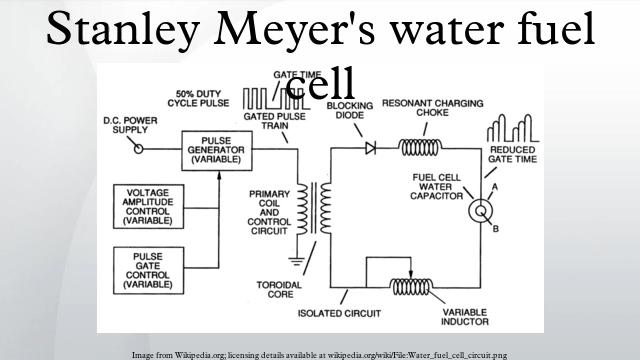 Stanley Meyer's water fuel
cell
GATE TIME
50% DUTY
CYCLE PULSE
GATED PULSE
TRAIN
BLOCKING
DIODE
RESONANT CHARGING
CHOKE
D.C. POWER
SUPPLY
PULSE
GENERATOR
(VARIABLE)
REDUCED
GATE TIME
FUEL CELL
WATER
CAPACITOR
A
B
VOLTAGE
AMPLITUDE
CONTROL
(VARIABLE)
PRIMARY
COIL
AND
CONTROL
CIRCUIT
PULSE
GATE
CONTROL
(VARIABLE)
TOROIDAL
CORE
ISOLATED CIRCUIT
VARIABLE
INDUCTOR
Image from Wikipedia.org; licensing details available at wikipedia.org/wiki/File:Water_fuel_cell_circuit.png